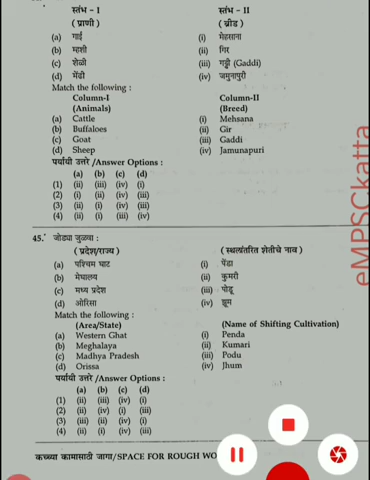 स्तंभ - I स्तंभ - II
( प्राणी ) ( ब्रीड )
(a) गाई (i) मेहसाना
(b) म्हशी (ii) गिर
(c) शेळी (iii) गड्डी (Gaddi)
(d) मेंढी (iv) जमुनापुरी
Match the following :
Column-I Column-II
(Animals) (Breed)
(a) Cattle (i) Mehsana
(b) Buffaloes (ii) Gir
(c) Goat (iii) Gaddi
(d) Sheep (iv) Jamunapuri
पर्यायी उत्तरे /Answer Options :
(a) (b) (c) (d)
(1) (ii) (iii) (iv) (i)
(2) (i) (ii) (iv) (iii)
(3) (ii) (i) (iv) (iii)
(4) (ii) (i) (iii) (iv)
45. जोड्या जुळवा :
( प्रदेश/राज्य ) ( स्थलांतरित शेतीचे नाव )
(a) पश्चिम घाट (i) पेंडा
(b) मेघालय (ii) कुमरी
(c) मध्य प्रदेश (iii) पोडू
(d) ओरिसा (iv) झूम
Match the following :
(Area/State) (Name of Shifting Cultivation)
(a) Western Ghat (i) Penda
(b) Meghalaya (ii) Kumari
(c) Madhya Pradesh (iii) Podu
(d) Orissa (iv) Jhum
पर्यायी उत्तरे /Answer Options :
(a) (b) (c) (d)
(1) (ii) (iii) (iv) (i)
(2) (ii) (iv) (i) (iii)
(3) (iii) (ii) (iv) (i)
(4) (ii) (i) (iv) (iii)
कच्च्या कामासाठी जागा/SPACE FOR ROUGH WO
eMPSCkatta